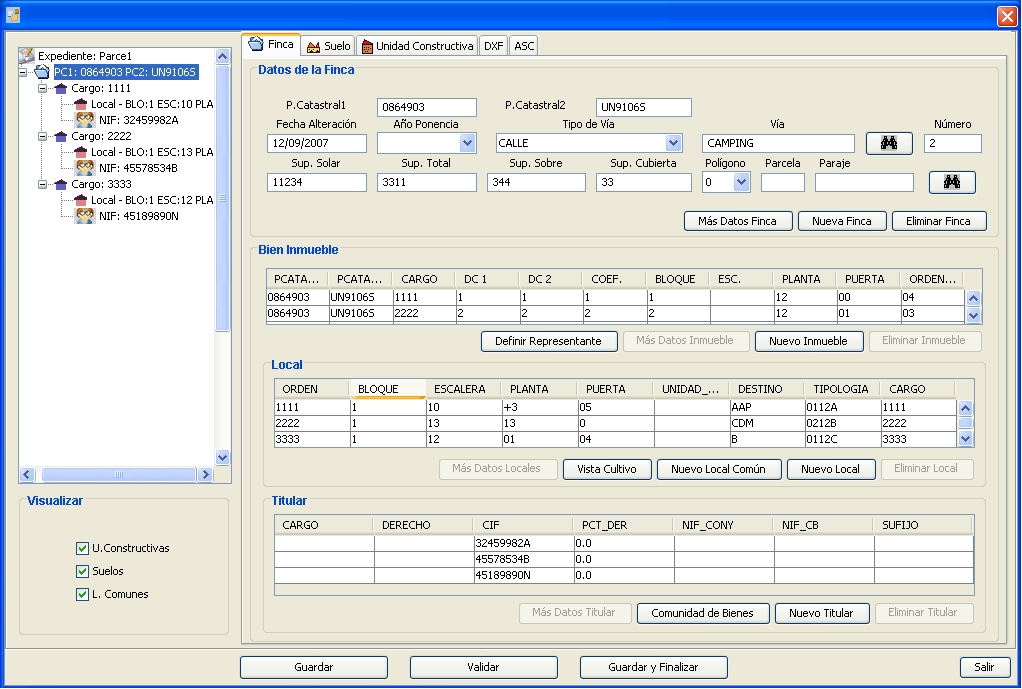 Expediente: Parce1
PC1: 0864903 PC2: UN9106S
Cargo: 1111
Local - BLO:1 ESC:10 PLA
NIF: 32459982A
Cargo: 2222
Local - BLO:1 ESC:13 PLA
NIF: 45578534B
Cargo: 3333
Local - BLO:1 ESC:12 PLA
NIF: 45189890N
Visualizar
U.Constructivas
Suelos
L. Comunes
Finca Suelo Unidad Constructiva DXF ASC
Datos de la Finca
P.Catastral1 0864903 P.Catastral2 UN9106S
Fecha Alteración Año Ponencia Tipo de Vía Vía Número
12/09/2007 CALLE CAMPING 2
Sup. Solar Sup. Total Sup. Sobre Sup. Cubierta Polígono Parcela Paraje
11234 3311 344 33 0
Más Datos Finca Nueva Finca Eliminar Finca
Bien Inmueble
PCATA... PCATA... CARGO DC 1 DC 2 COEF. BLOQUE ESC. PLANTA PUERTA ORDEN...
0864903 UN9106S 1111 1 1 1 1 12 00 04
0864903 UN9106S 2222 2 2 2 2 12 01 03
Definir Representante Más Datos Inmueble Nuevo Inmueble Eliminar Inmueble
Local
ORDEN BLOQUE ESCALERA PLANTA PUERTA UNIDAD_... DESTINO TIPOLOGIA CARGO
1111 1 10 +3 05 AAP 0112A 1111
2222 1 13 13 0 CDM 0212B 2222
3333 1 12 01 04 B 0112C 3333
Más Datos Locales Vista Cultivo Nuevo Local Común Nuevo Local Eliminar Local
Titular
CARGO DERECHO CIF PCT_DER NIF_CONY NIF_CB SUFIJO
32459982A 0.0
45578534B 0.0
45189890N 0.0
Más Datos Titular Comunidad de Bienes Nuevo Titular Eliminar Titular
Guardar Validar Guardar y Finalizar Salir